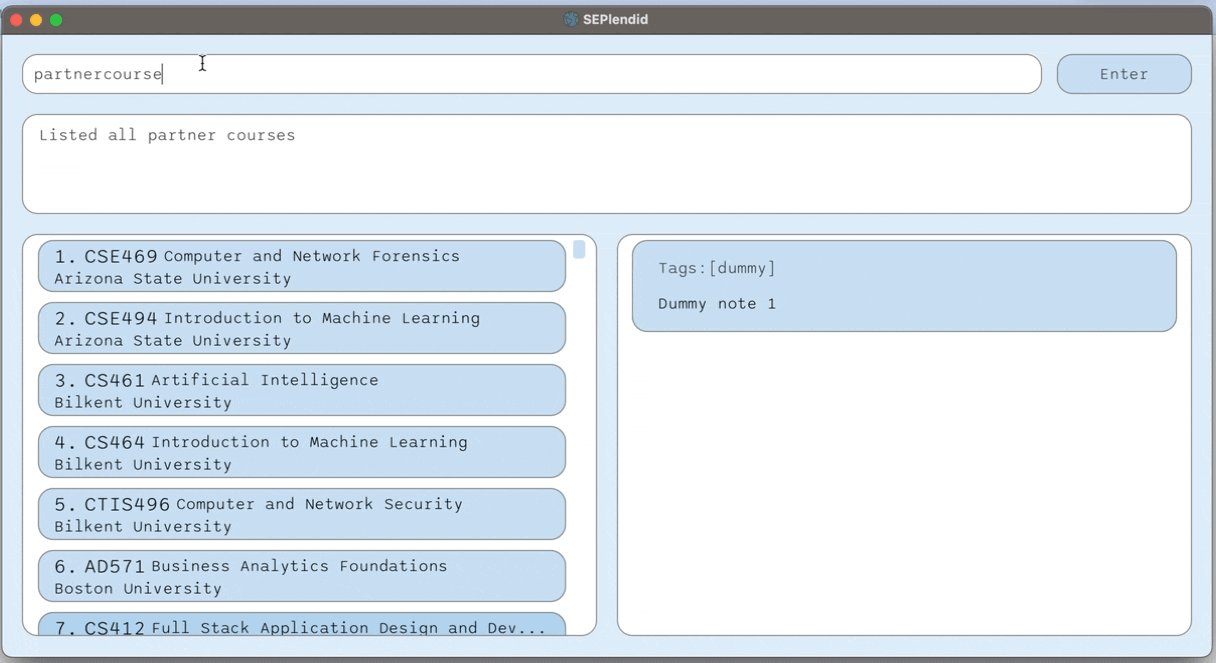 SEPlendid
partnercourse
Enter
Listed all partner courses
1. CSE469 Computer and Network Forensics
Arizona State University
2. CSE494 Introduction to Machine Learning
Arizona State University
3. CS461 Artificial Intelligence
Bilkent University
4. CS464 Introduction to Machine Learning
Bilkent University
5. CTIS496 Computer and Network Security
Bilkent University
6. AD571 Business Analytics Foundations
Boston University
7. CS412 Full Stack Application Design and Dev...
Tags:[dummy]
Dummy note 1